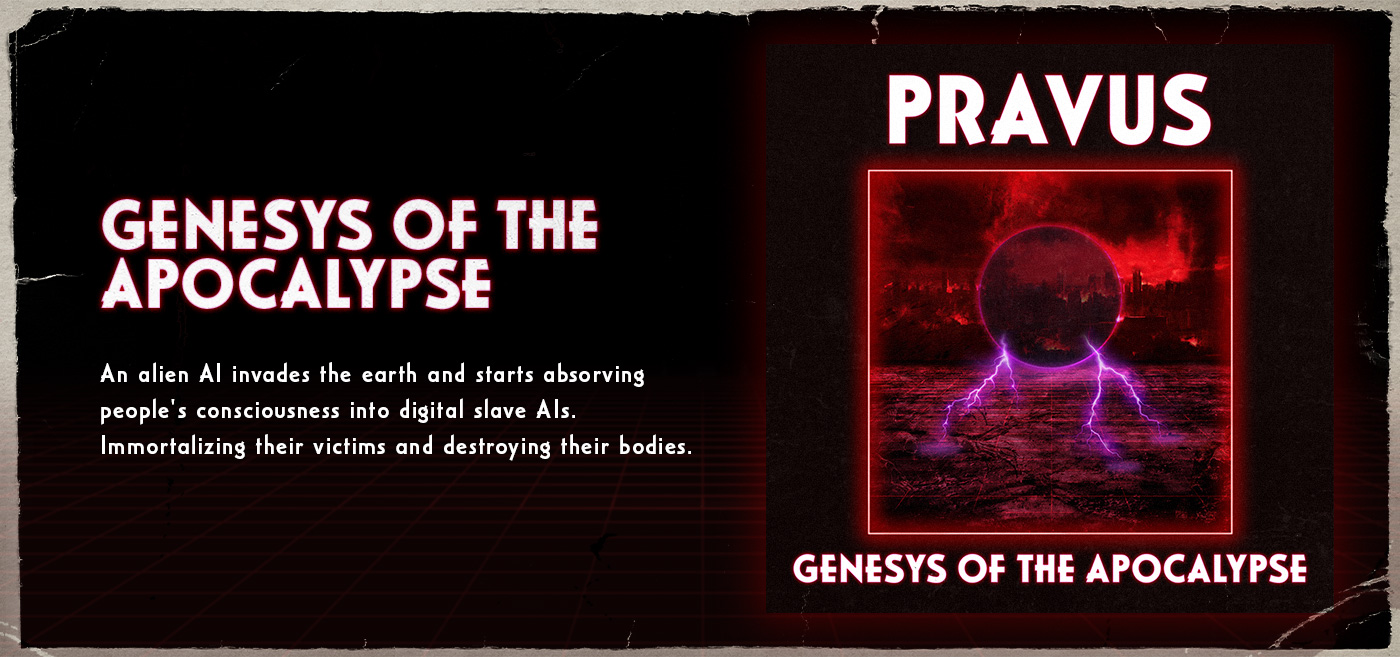 GENESYS OF THE
APOCALYPSE
An alien AI invades the earth and starts absorving
people's consciousness into digital slave AIs.
Immortalizing their victims and destroying their bodies.
PRAVUS
GENESYS OF THE APOCALYPSE